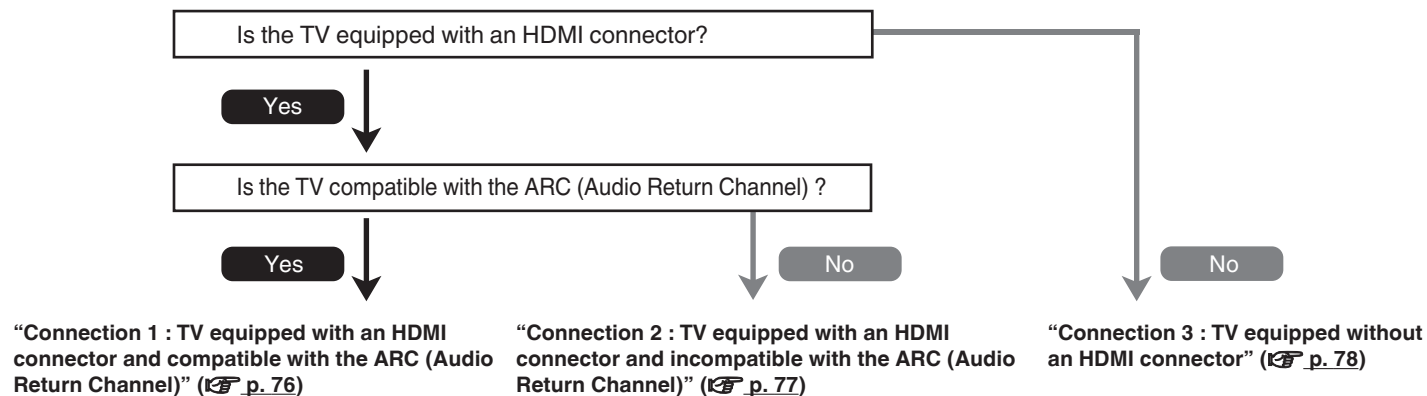 Is the TV equipped with an HDMI connector?
Yes
Is the TV compatible with the ARC (Audio Return Channel) ?
Yes
No
No
“Connection 1 : TV equipped with an HDMI
connector and compatible with the ARC (Audio
Return Channel)” (☞ p. 76)
“Connection 2 : TV equipped with an HDMI
connector and incompatible with the ARC (Audio
Return Channel)” (☞ p. 77)
“Connection 3 : TV equipped without
an HDMI connector” (☞ p. 78)